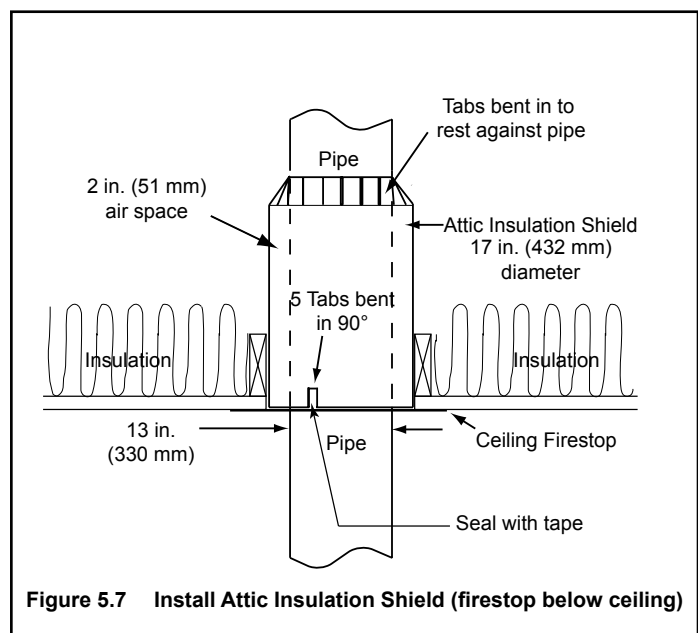 Tabs bent in to
rest against pipe
Pipe
2 in. (51 mm)
air space
Attic Insulation Shield
17 in. (432 mm)
diameter
5 Tabs bent
in 90°
Insulation
Insulation
13 in.
(330 mm)
Pipe
Ceiling Firestop
Seal with tape
Figure 5.7 Install Attic Insulation Shield (firestop below ceiling)